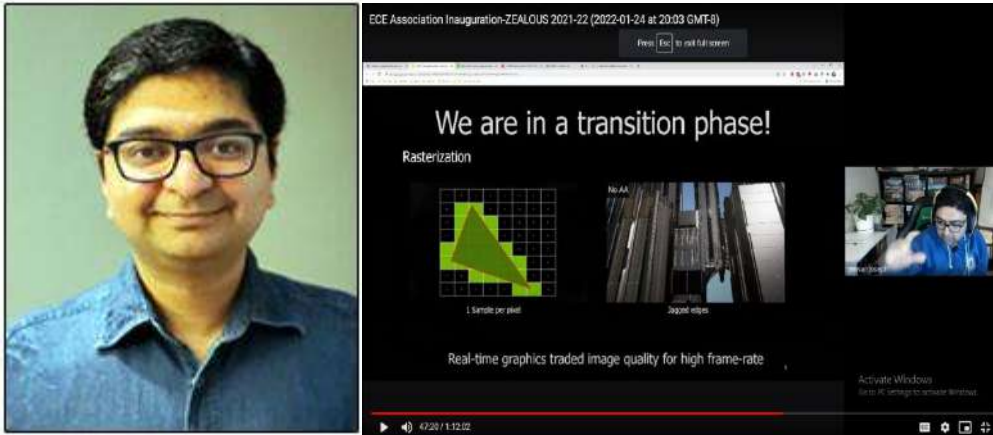 ECE Association Inauguration-ZEALOUS 2021-22 (2022-01-24 at 20:03 GMT-8)
Press Esc to exit full screen
We are in a transition phase!
Rasterization
No AA
1 Sample per pixel
Jagged edges
Real-time graphics traded image quality for high frame-rate
Activate Windows
Go to PC settings to activate Windows.
47:20 / 1:12:02